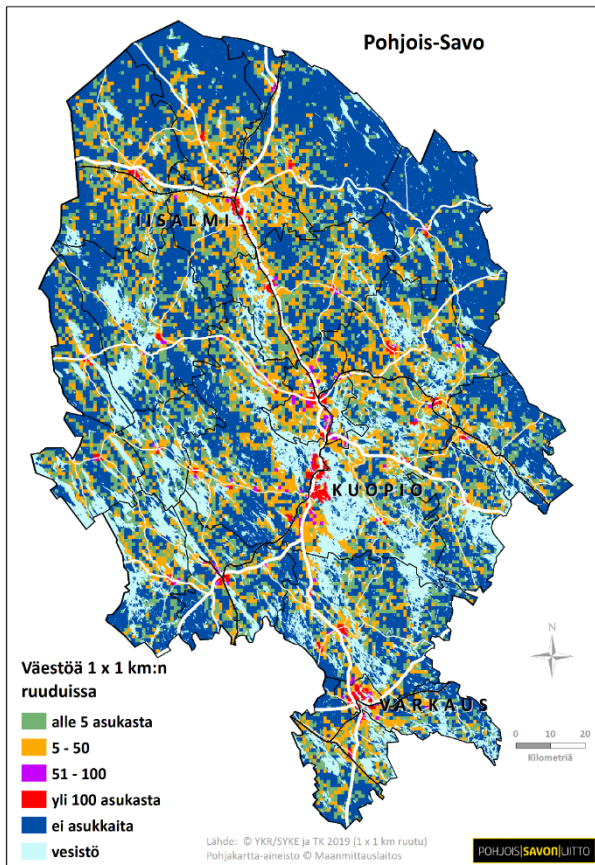 Pohjois-Savo
IISALMI
KUOPIO
VARKAUS
Väestöä 1 x 1 km:n
ruuduissa
alle 5 asukasta
5 - 50
51 - 100
yli 100 asukasta
ei asukkaita
vesistö
N
0 10 20
Kilometriä
Lähde: © YKR/SYKE ja TK 2019 (1 x 1 km ruutu)
Pohjakartta-aineisto © Maanmittauslaitos
POHJOIS|SAVON|LIITTO